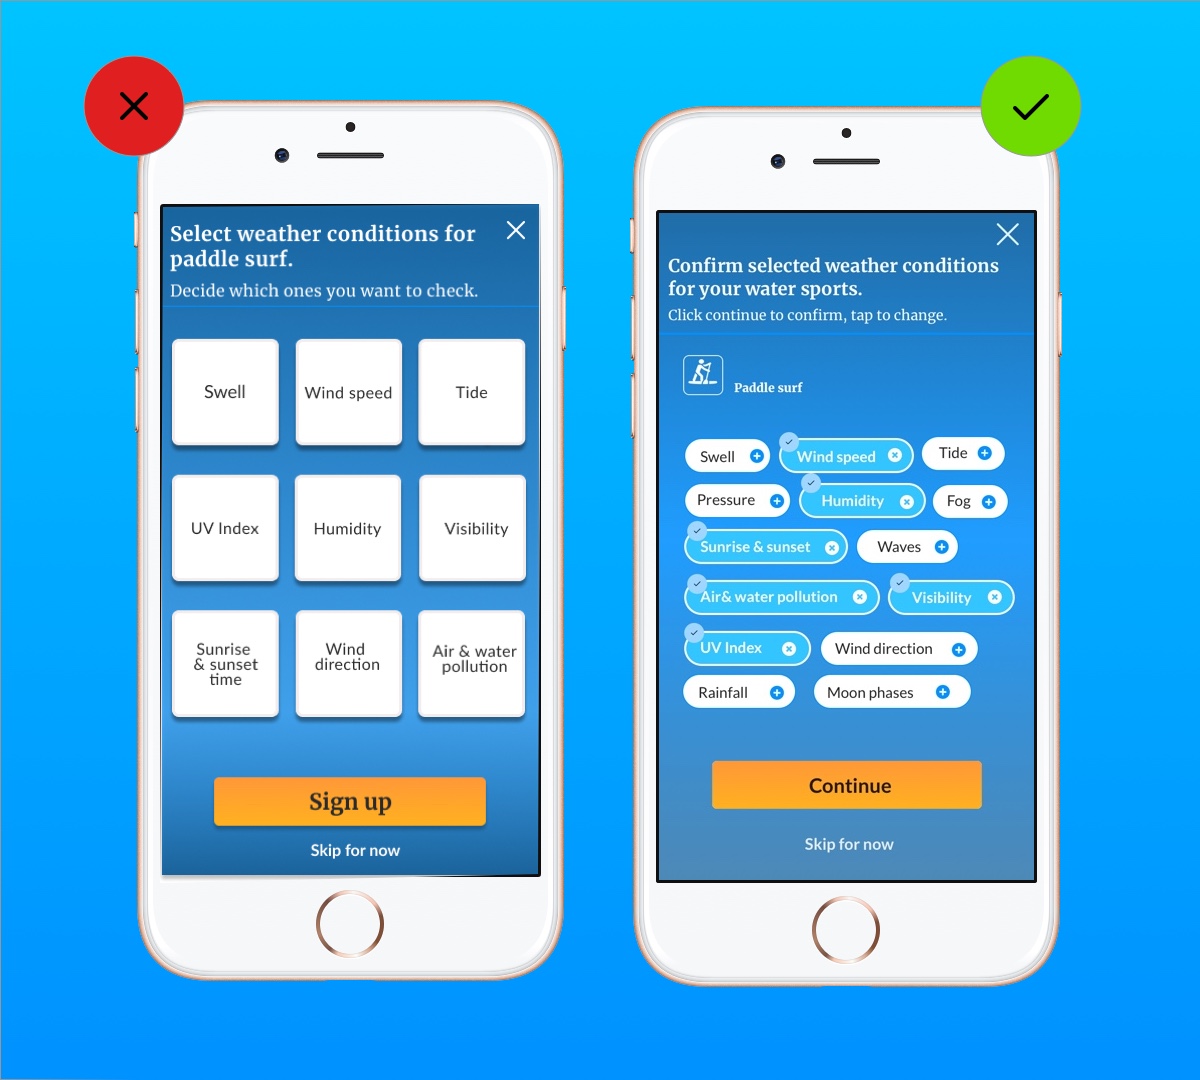 Select weather conditions for
paddle surf.
Decide which ones you want to check.
Swell
Wind speed
Tide
UV Index
Humidity
Visibility
Sunrise
& sunset
time
Wind
direction
Air & water
pollution
Sign up
Skip for now
Confirm selected weather conditions
for your water sports.
Click continue to confirm, tap to change.
Paddle surf
Swell
Wind speed
Tide
Pressure
Humidity
Fog
Sunrise & sunset
Waves
Air& water pollution
Visibility
UV Index
Wind direction
Rainfall
Moon phases
Continue
Skip for now